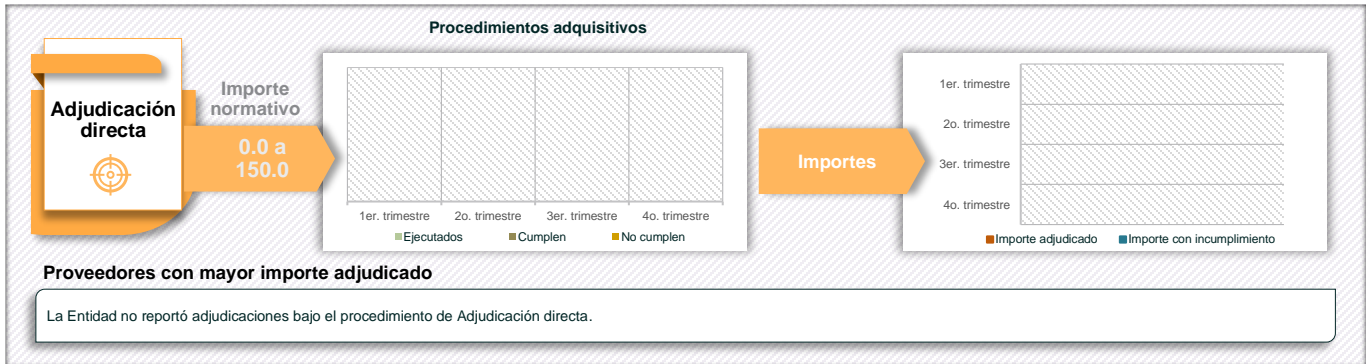 Procedimientos adquisitivos
Adjudicación
directa
Importe
normativo
0.0 a
150.0
1er. trimestre
2o. trimestre
3er. trimestre
4o. trimestre
Ejecutados
Cumplen
No cumplen
Importes
1er. trimestre
2o. trimestre
3er. trimestre
4o. trimestre
Importe adjudicado
Importe con incumplimiento
Proveedores con mayor importe adjudicado
La Entidad no reportó adjudicaciones bajo el procedimiento de Adjudicación directa.